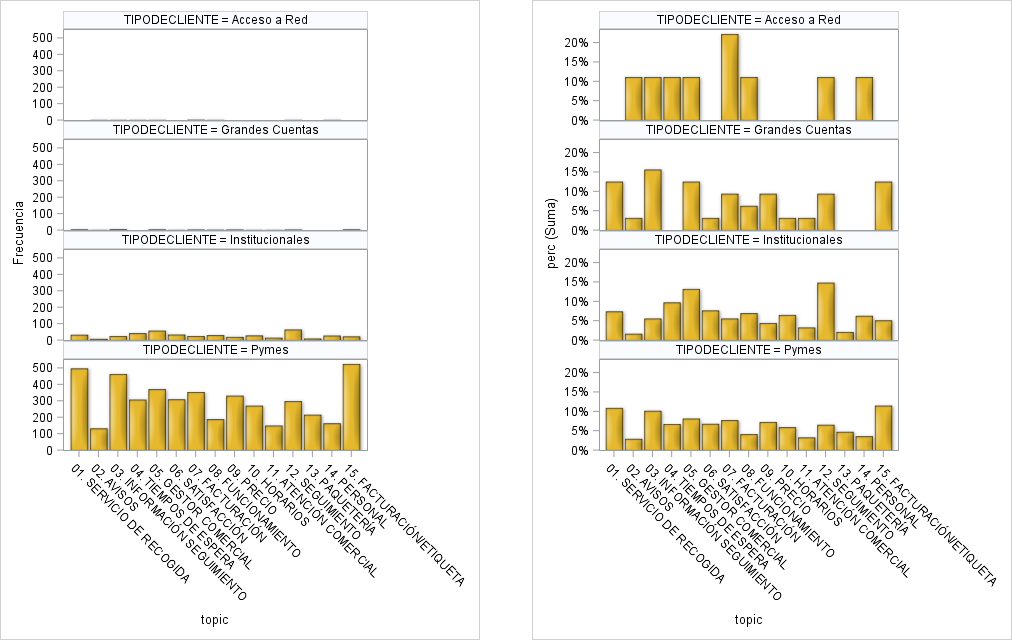 TIPODECLIENTE = Acceso a Red
500
400
300
200
100
0
TIPODECLIENTE = Grandes Cuentas
500
400
300
200
100
0
TIPODECLIENTE = Institucionales
500
400
300
200
100
0
TIPODECLIENTE = Pymes
500
400
300
200
100
0
Frecuencia
01. SERVICIO DE RECOGIDA
02. AVISOS
03. INFORMACIÓN SEGUIMIENTO
04. TIEMPOS DE ESPERA
05. GESTOR COMERCIAL
06. SATISFACCIÓN
07. FACTURACIÓN
08. FUNCIONAMIENTO
09. PRECIO
10. HORARIOS
11. ATENCIÓN COMERCIAL
12. SEGUIMIENTO
13. PAQUETERIA
14. PERSONAL
15. FACTURACIÓN/ETIQUETA
topic
TIPODECLIENTE = Acceso a Red
20%
15%
10%
5%
0%
TIPODECLIENTE = Grandes Cuentas
20%
15%
10%
5%
0%
TIPODECLIENTE = Institucionales
20%
15%
10%
5%
0%
TIPODECLIENTE = Pymes
20%
15%
10%
5%
0%
perc (Suma)
01. SERVICIO DE RECOGIDA
02. AVISOS
03. INFORMACIÓN SEGUIMIENTO
04. TIEMPOS DE ESPERA
05. GESTOR COMERCIAL
06. SATISFACCIÓN
07. FACTURACIÓN
08. FUNCIONAMIENTO
09. PRECIO
10. HORARIOS
11. ATENCIÓN COMERCIAL
12. SEGUIMIENTO
13. PAQUETERIA
14. PERSONAL
15. FACTURACIÓN/ETIQUETA
topic